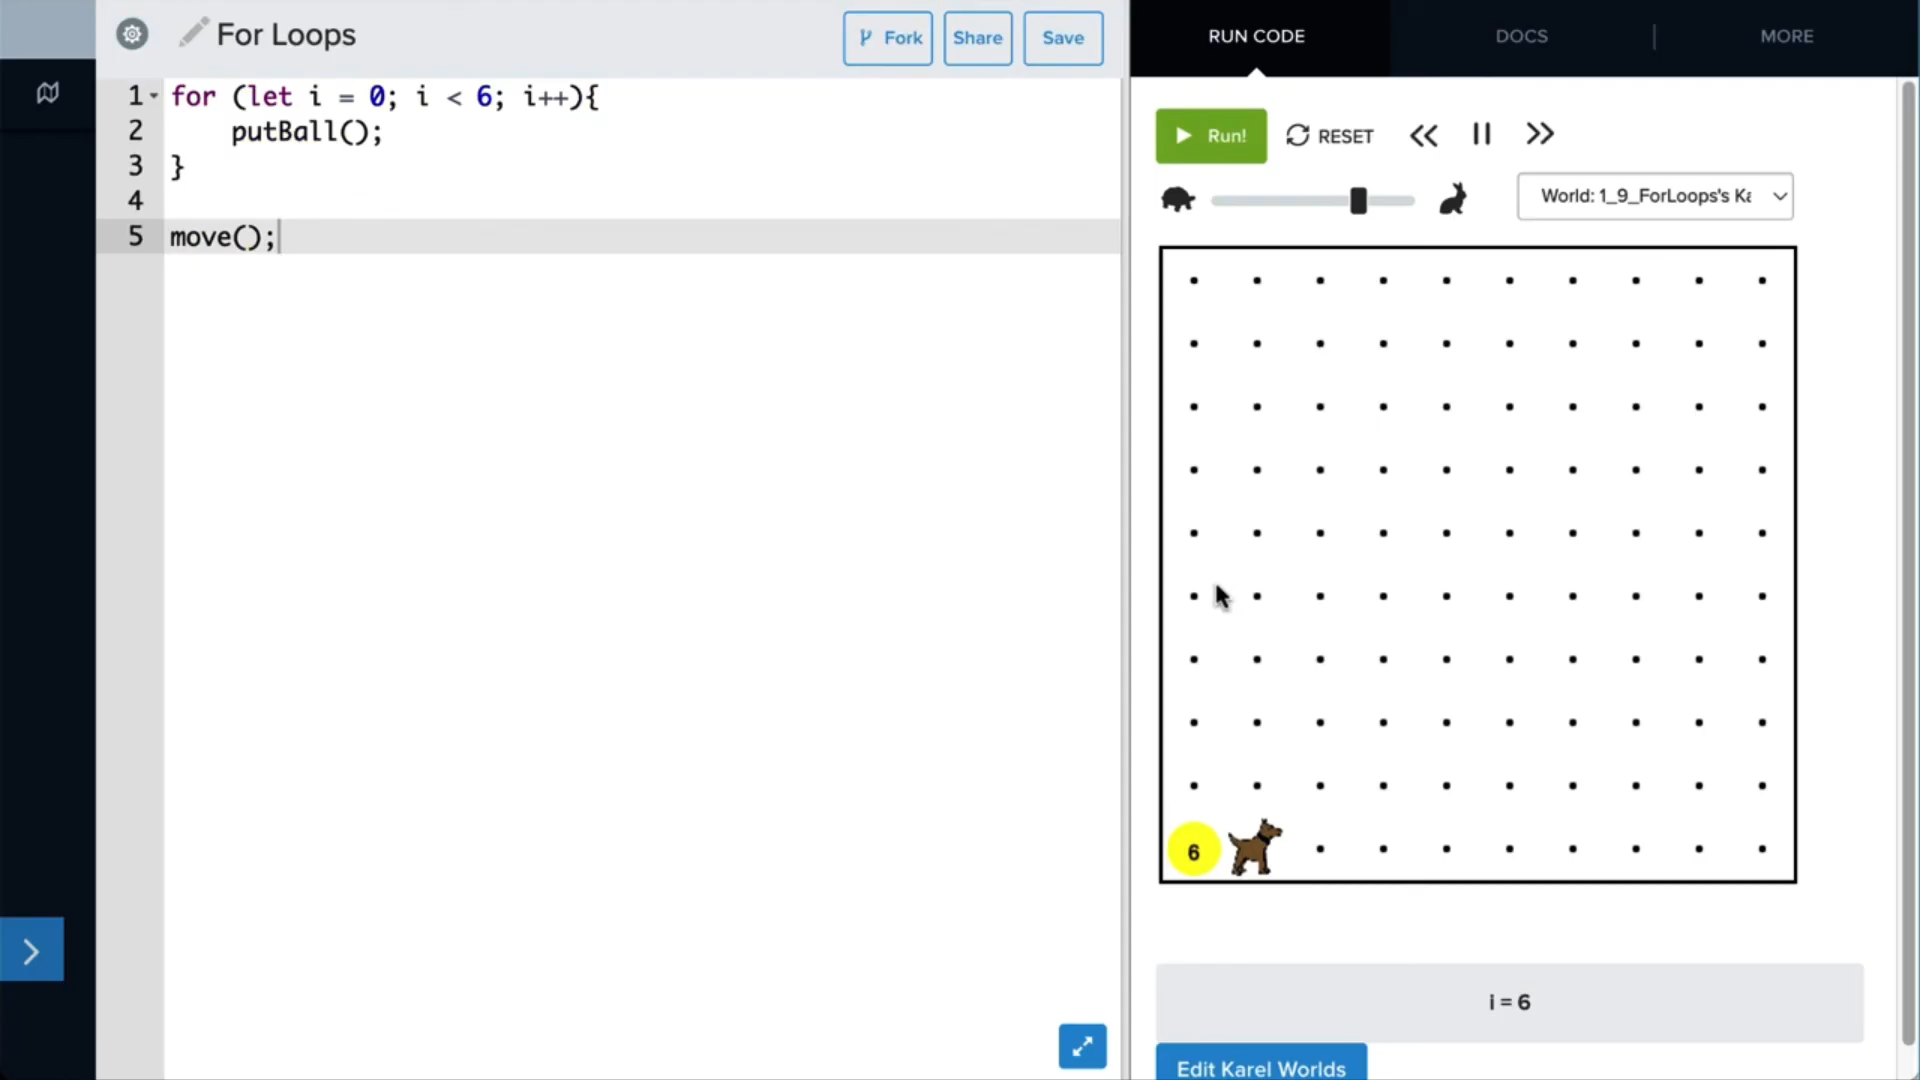 For Loops
Fork
Share
Save
RUN CODE
DOCS
MORE
1 for (let i = 0; i < 6; i++){
2 putBall();
3 }
4
5 move();
Run!
RESET
World: 1_9_ForLoops's Ka
6
i = 6
Edit Karel Worlds